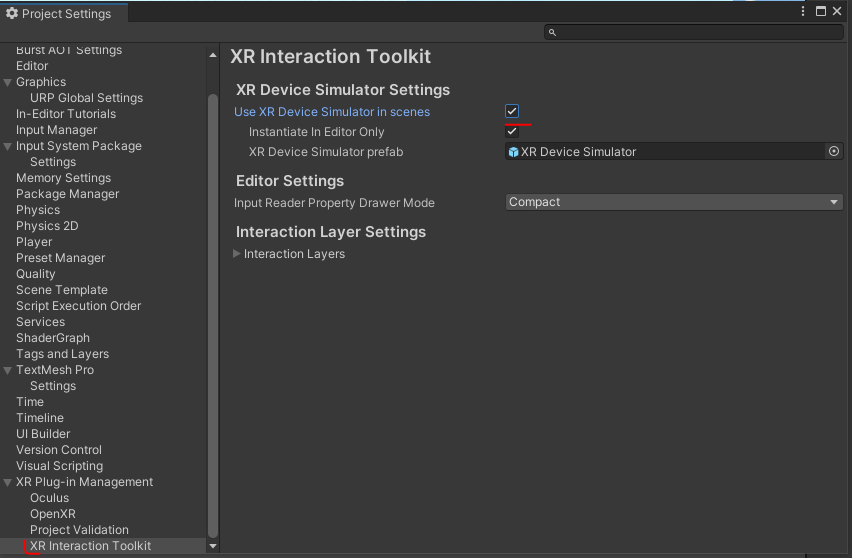 Project Settings
Burst AOT Settings
Editor
Graphics
URP Global Settings
In-Editor Tutorials
Input Manager
Input System Package
Settings
Memory Settings
Package Manager
Physics
Physics 2D
Player
Preset Manager
Quality
Scene Template
Script Execution Order
Services
ShaderGraph
Tags and Layers
TextMesh Pro
Settings
Time
Timeline
UI Builder
Version Control
Visual Scripting
XR Plug-in Management
Oculus
OpenXR
Project Validation
XR Interaction Toolkit
XR Interaction Toolkit
XR Device Simulator Settings
Use XR Device Simulator in scenes
Instantiate In Editor Only
XR Device Simulator prefab XR Device Simulator
Editor Settings
Input Reader Property Drawer Mode Compact
Interaction Layer Settings
Interaction Layers